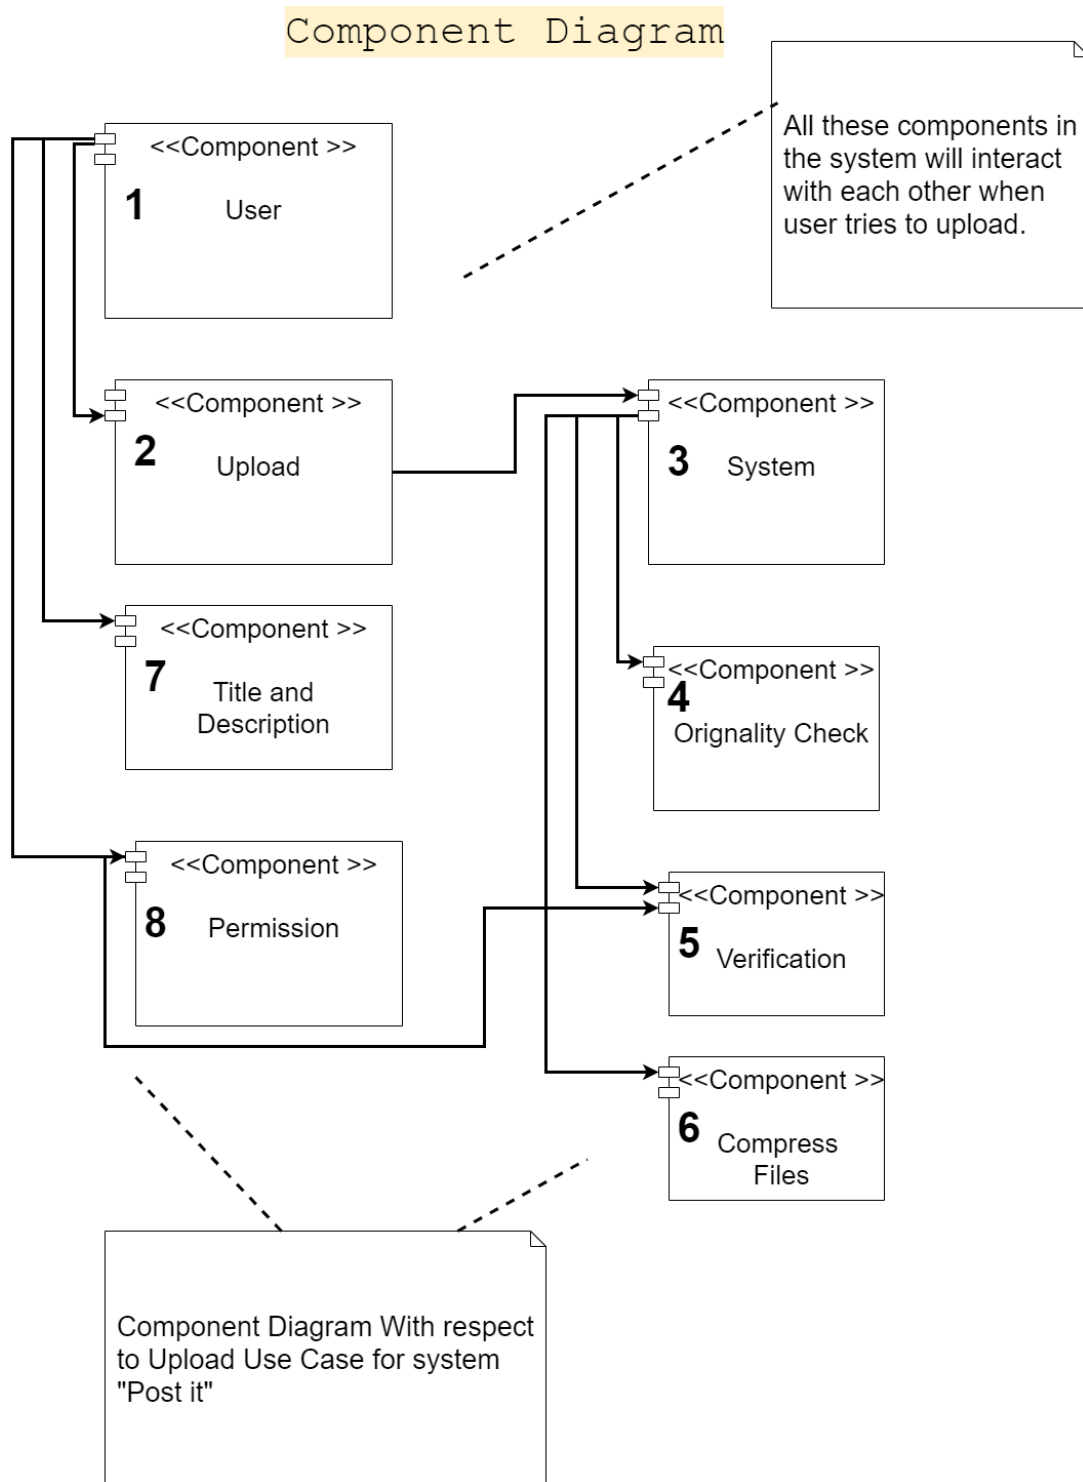 Component Diagram
All these components in
the system will interact
with each other when
user tries to upload.
<<Component >>
1
User
<<Component >>
2
Upload
<<Component >>
3
System
<<Component >>
7
Title and
Description
<<Component >>
4
Orignality Check
<<Component >>
8
Permission
<<Component >>
5
Verification
<<Component >>
6
Compress
Files
Component Diagram With respect
to Upload Use Case for system
"Post it"